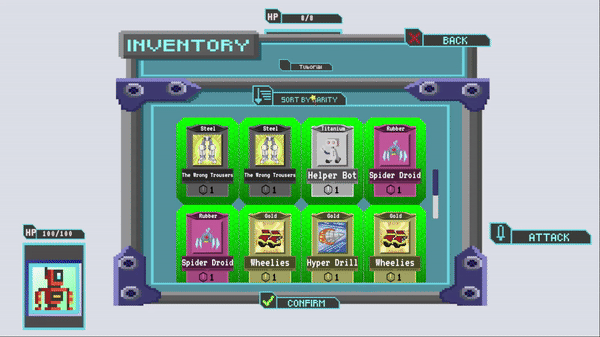 HP 0/0
INVENTORY
BACK
Tutorial
SORT BY RARITY
Steel
Steel
Titanium
Rubber
The Wrong Trousers
The Wrong Trousers
Helper Bot
Spider Droid
1
1
1
1
Rubber
Gold
Gold
Gold
Spider Droid
Wheelies
Hyper Drill
Wheelies
1
1
1
1
HP 100/100
ATTACK
CONFIRM